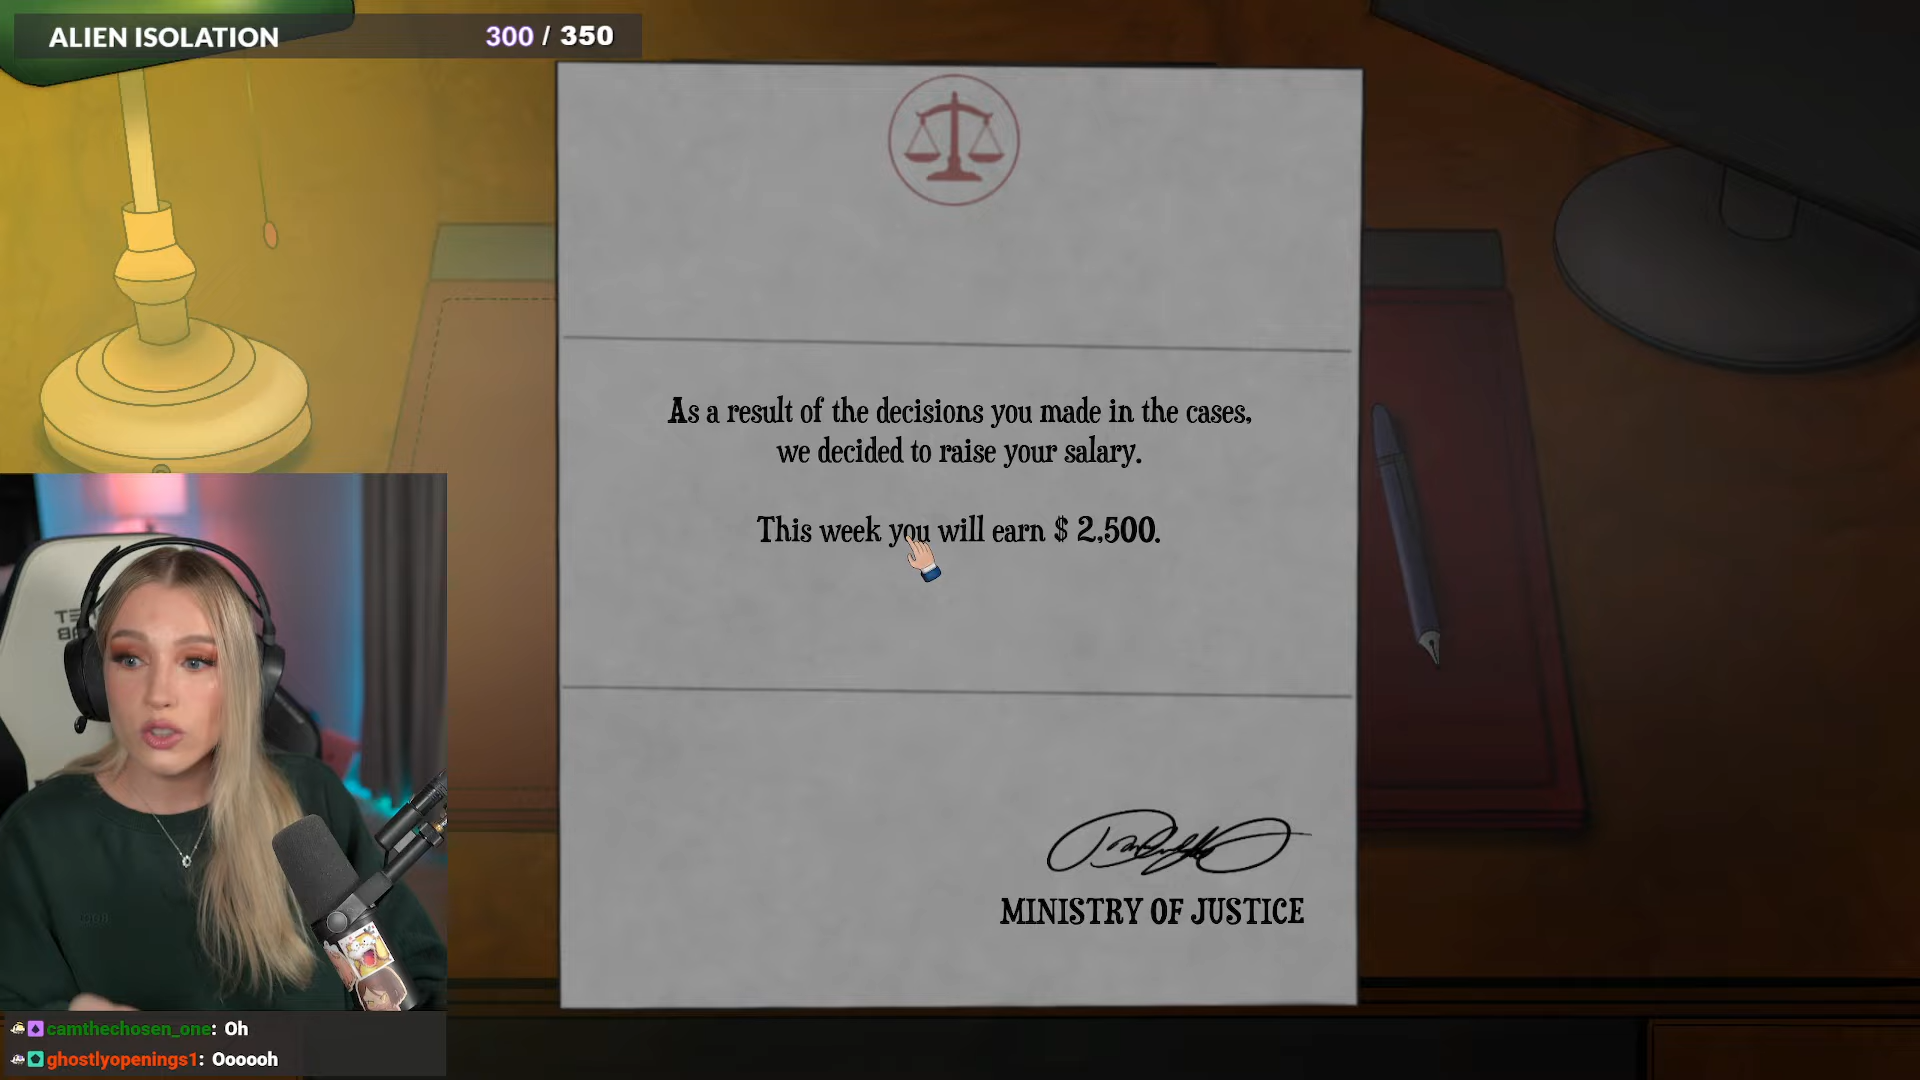 ALIEN ISOLATION 300 / 350
As a result of the decisions you made in the cases,
we decided to raise your salary.
This week you will earn $ 2,500.
MINISTRY OF JUSTICE
camthechosen_one: Oh
ghostlyopenings1: Oooooh